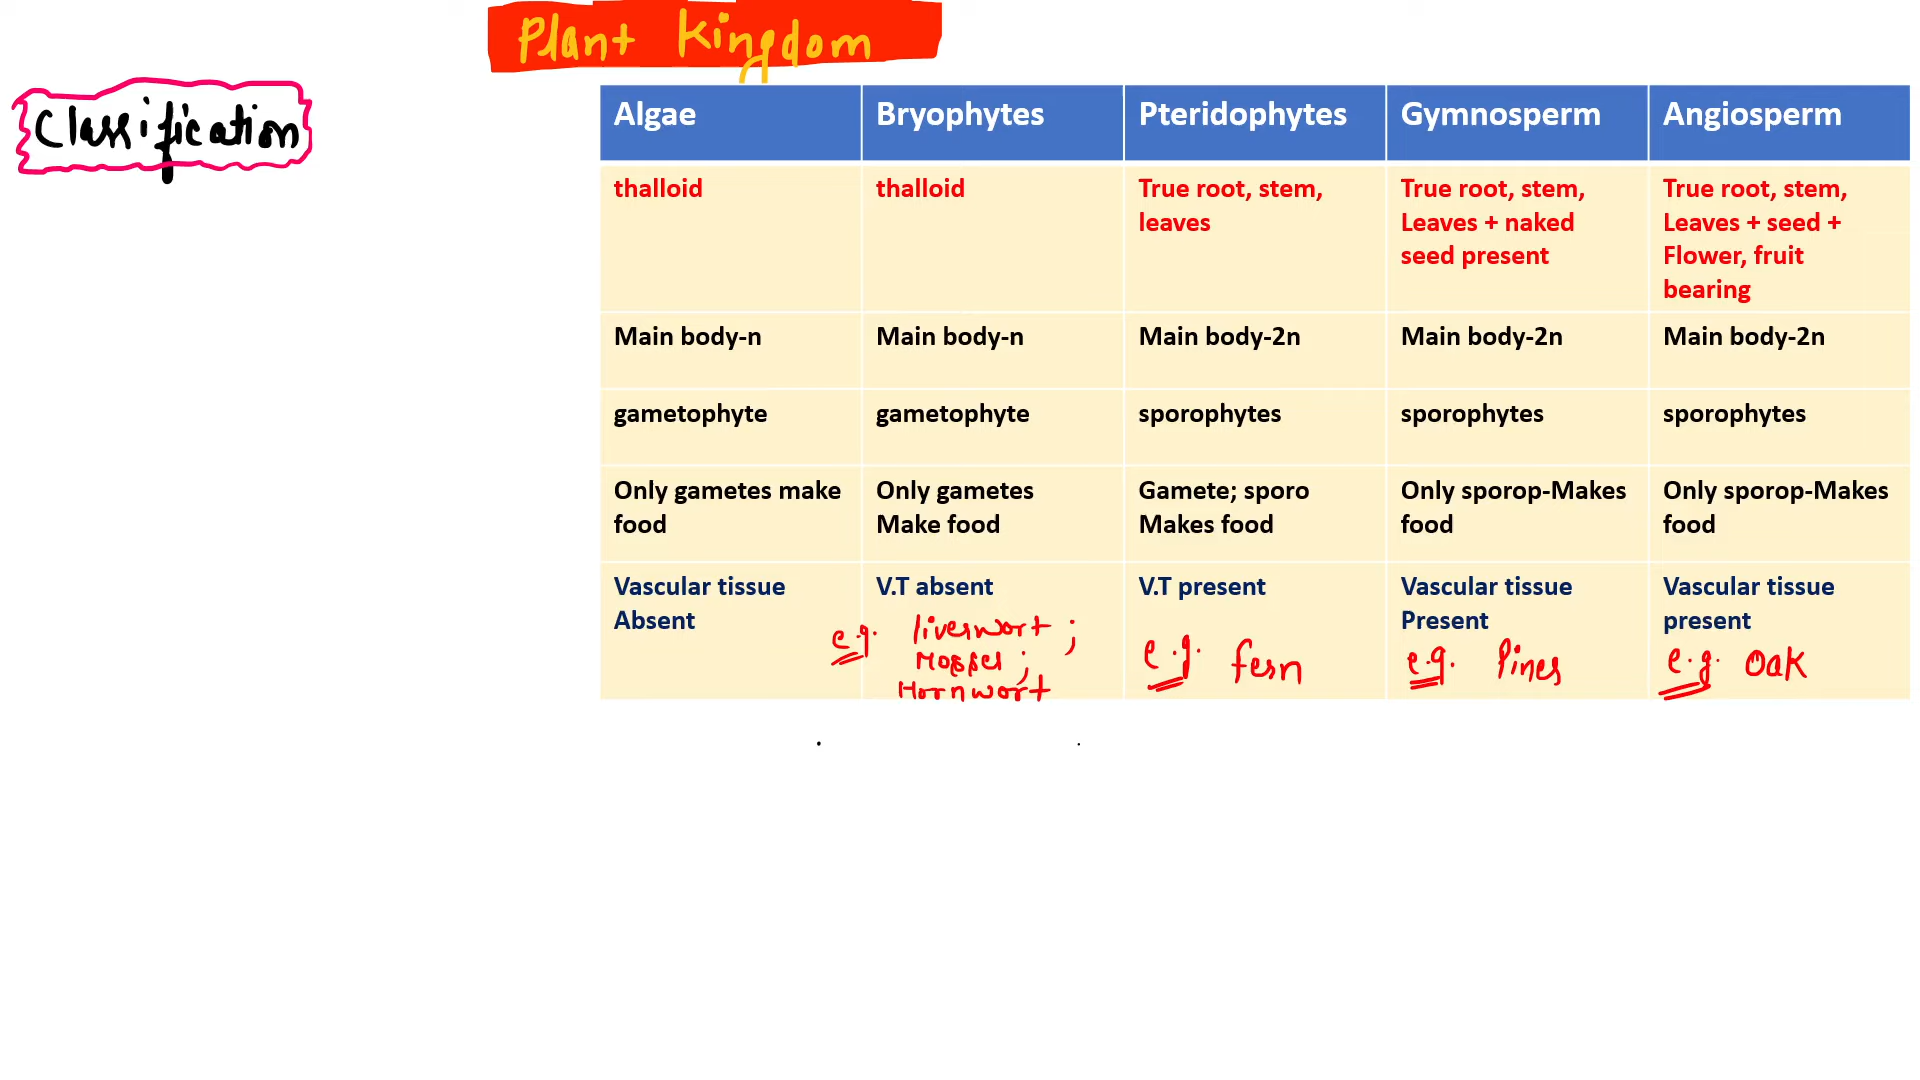 Plant Kingdom
Classification
Algae
Bryophytes
Pteridophytes
Gymnosperm
Angiosperm
thalloid
thalloid
True root, stem,
leaves
True root, stem,
Leaves + naked
seed present
True root, stem,
Leaves + seed +
Flower, fruit
bearing
Main body-n
Main body-n
Main body-2n
Main body-2n
Main body-2n
gametophyte
gametophyte
sporophytes
sporophytes
sporophytes
Only gametes make
food
Only gametes
Make food
Gamete; sporo
Makes food
Only sporop-Makes
food
Only sporop-Makes
food
Vascular tissue
Absent
V.T absent
e.g. liverwort ;
Mosses ;
Hornwort
V.T present
e.g. fern
Vascular tissue
Present
e.g. Pines
Vascular tissue
present
e.g. Oak